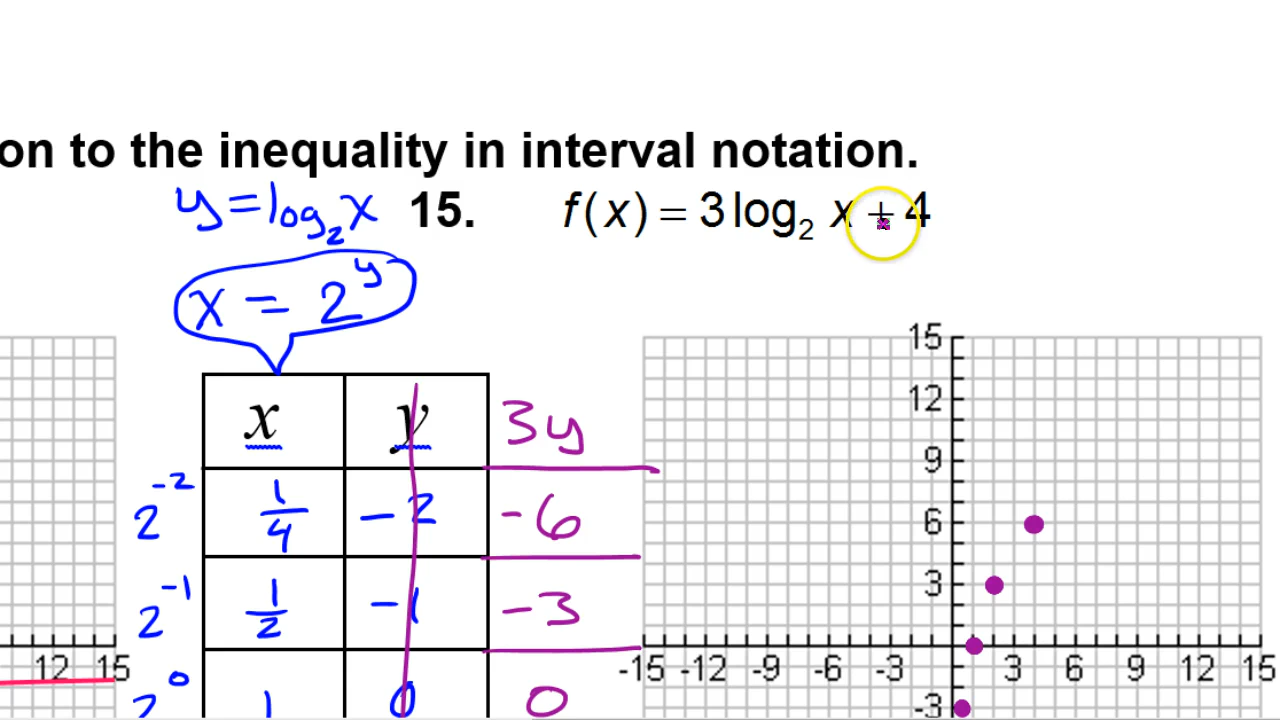 on to the inequality in interval notation.
y = log₂x 15. f(x) = 3 log₂ x + 4
x = 2^y
x y 3y
2^-2 1/4 -2 -6
2^-1 1/2 -1 -3
2^0 1 0 0
12 15
15
12
9
6
3
-15 -12 -9 -6 -3 3 6 9 12 15
-3